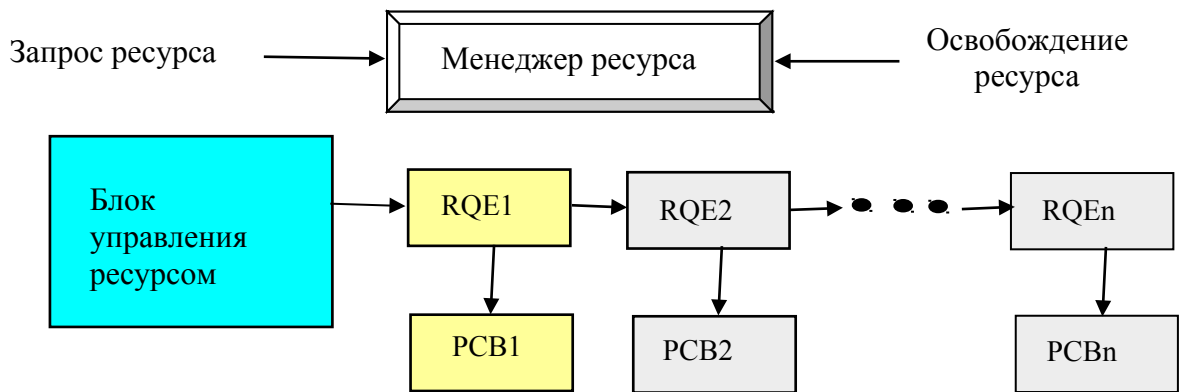 Запрос ресурса
Менеджер ресурса
Освобождение
ресурса
Блок
управления
ресурсом
RQE1
RQE2
RQEn
PCB1
PCB2
PCBn